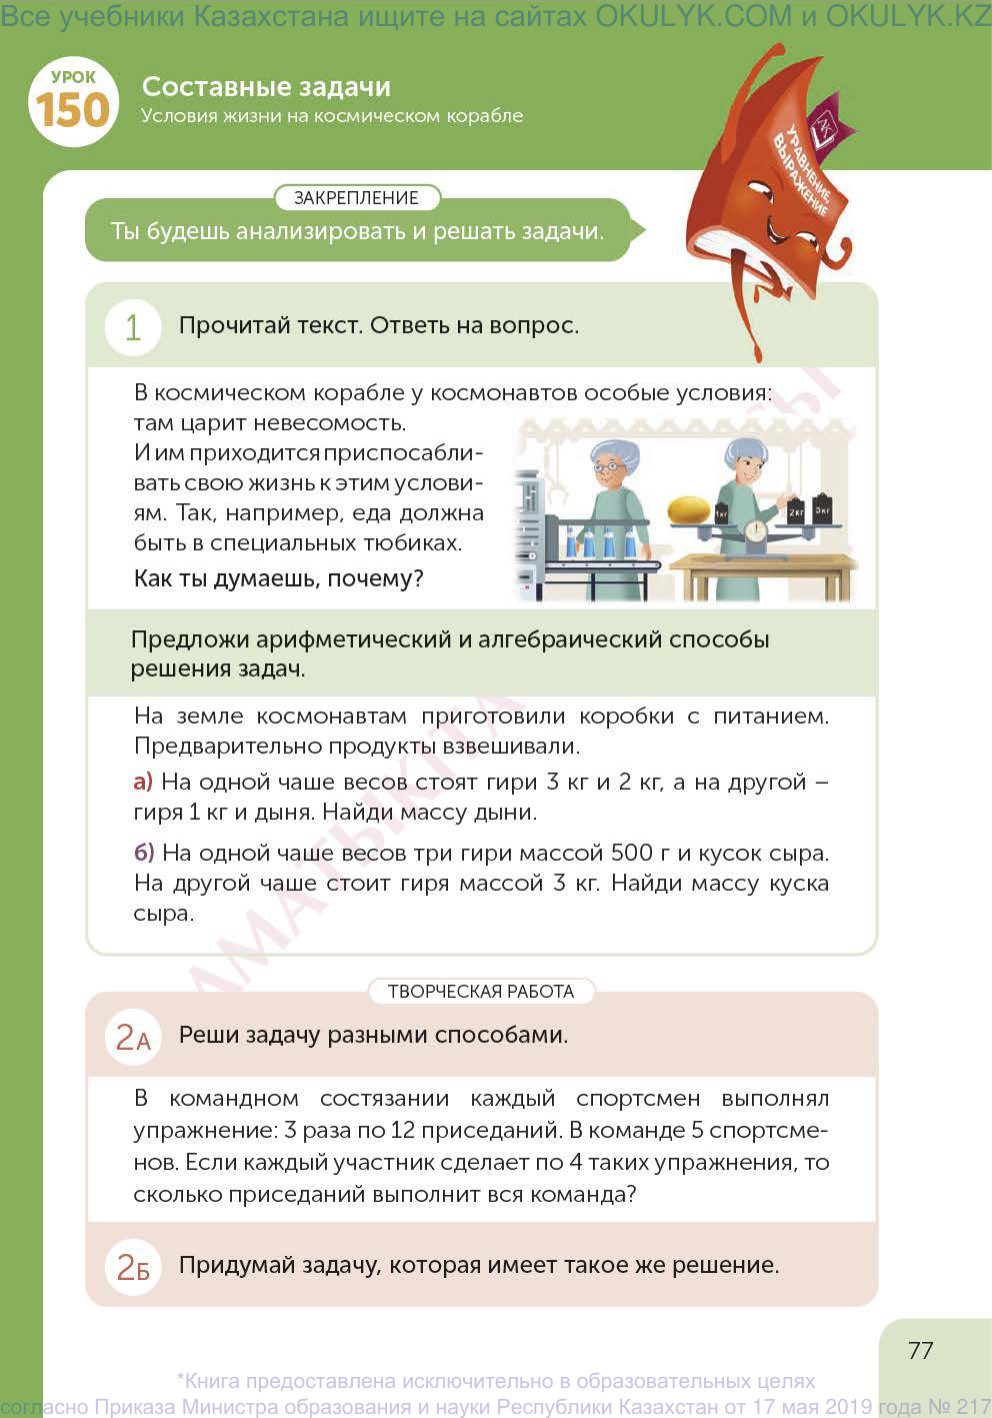 Все учебники Казахстана ищите на сайтах OKULYK.COM и OKULYK.KZ
УРОК
150
Составные задачи
Условия жизни на космическом корабле
УРАВНЕНИЕ,
ВЫРАЖЕНИЕ
ЗАКРЕПЛЕНИЕ
Ты будешь анализировать и решать задачи.
1 Прочитай текст. Ответь на вопрос.
В космическом корабле у космонавтов особые условия:
там царит невесомость.
И им приходится приспосабли-
вать свою жизнь к этим услови-
ям. Так, например, еда должна
быть в специальных тюбиках.
Как ты думаешь, почему?
1кг
2кг
3кг
Предложи арифметический и алгебраический способы
решения задач.
На земле космонавтам приготовили коробки с питанием.
Предварительно продукты взвешивали.
а) На одной чаше весов стоят гири 3 кг и 2 кг, а на другой –
гиря 1 кг и дыня. Найди массу дыни.
б) На одной чаше весов три гири массой 500 г и кусок сыра.
На другой чаше стоит гиря массой 3 кг. Найди массу куска
сыра.
ТВОРЧЕСКАЯ РАБОТА
2А Реши задачу разными способами.
В командном состязании каждый спортсмен выполнял
упражнение: 3 раза по 12 приседаний. В команде 5 спортсме-
нов. Если каждый участник сделает по 4 таких упражнения, то
сколько приседаний выполнит вся команда?
2Б Придумай задачу, которая имеет такое же решение.
77
*Книга предоставлена исключительно в образовательных целях
согласно Приказа Министра образования и науки Республики Казахстан от 17 мая 2019 года № 217